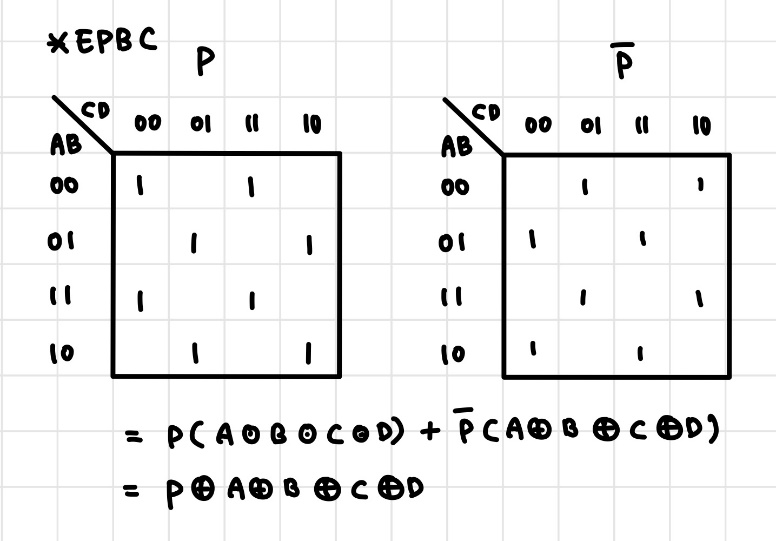 *EPBC
P P̅
CD CD
00 01 11 10 00 01 11 10
AB AB
00 1 1 00 1 1
01 1 1 01 1 1
11 1 1 11 1 1
10 1 1 10 1 1
= P(A⊙B⊙C⊙D) + P̅(A⊕B⊕C⊕D)
= P⊕A⊕B⊕C⊕D